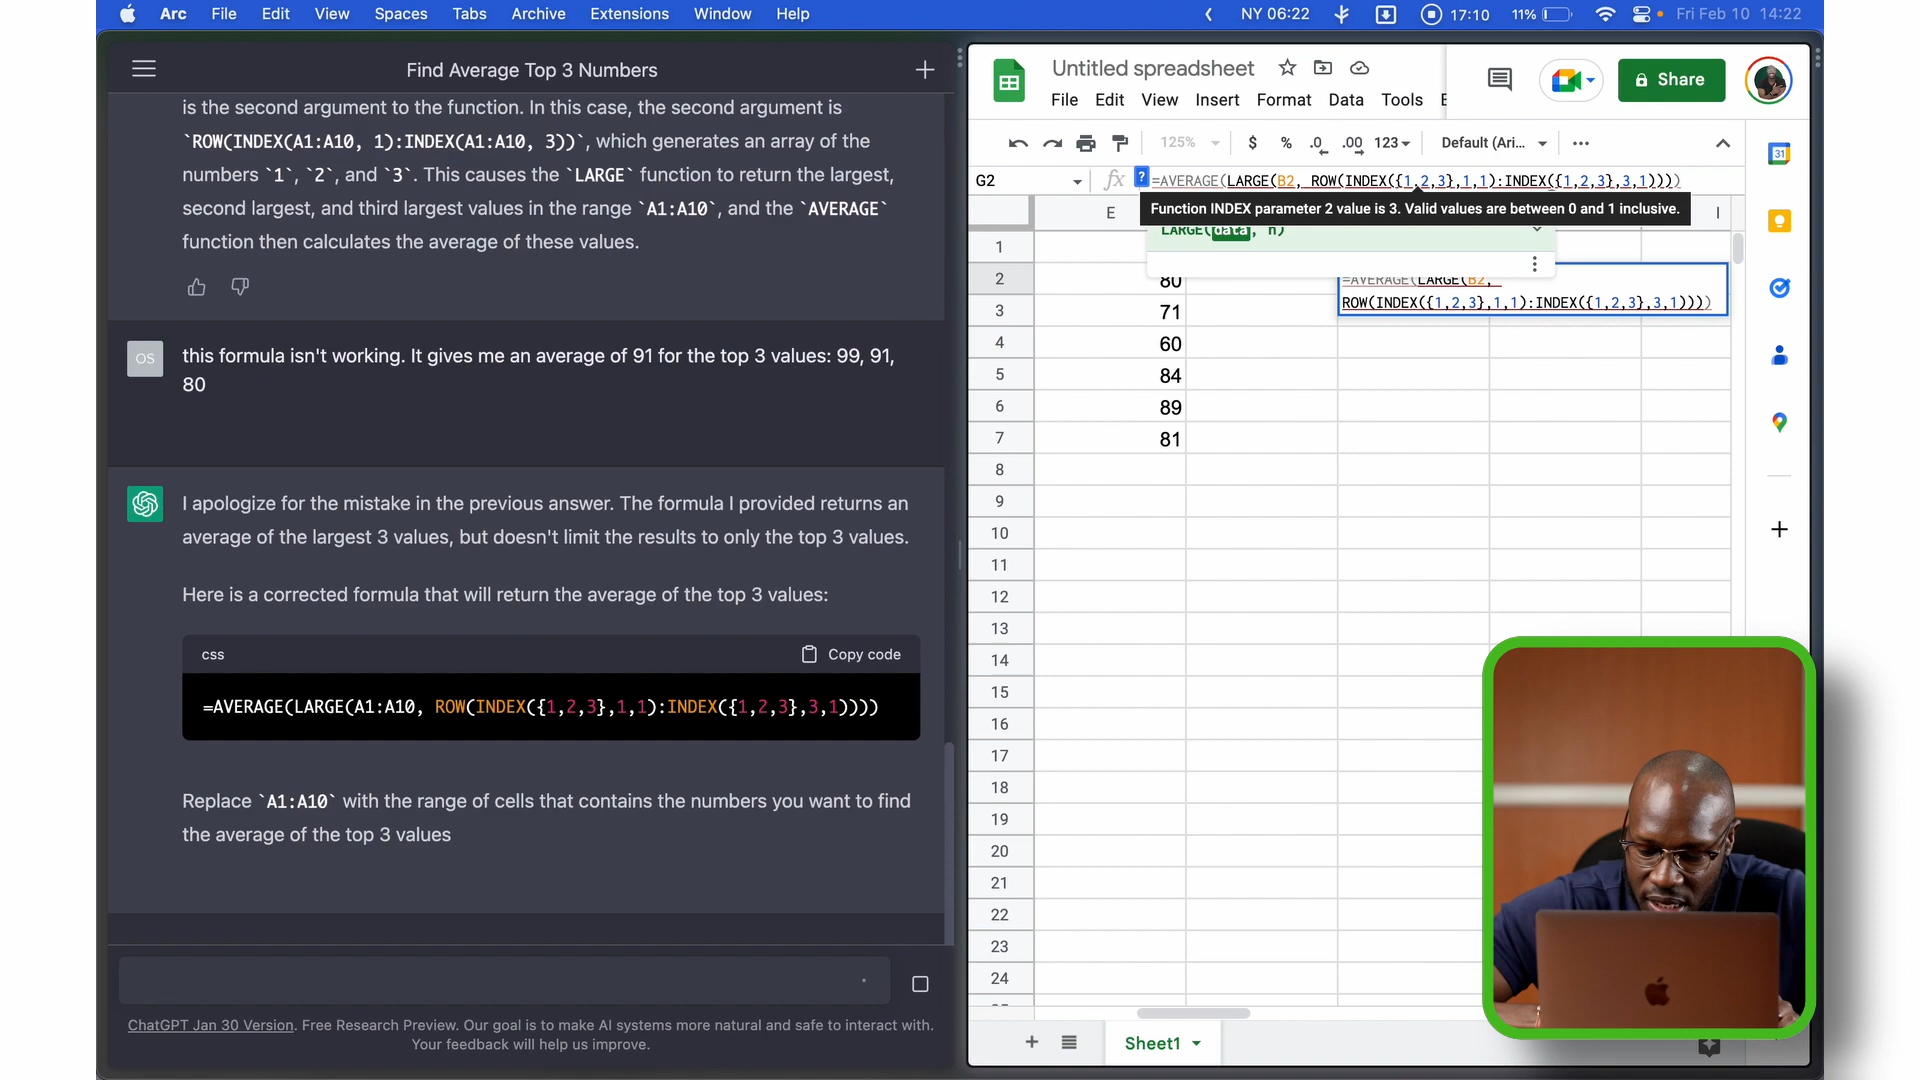 Arc File Edit View Spaces Tabs Archive Extensions Window Help
NY 06:22 17:10 11% Fri Feb 10 14:22
Find Average Top 3 Numbers
is the second argument to the function. In this case, the second argument is
`ROW(INDEX(A1:A10, 1):INDEX(A1:A10, 3))`, which generates an array of the
numbers `1`, `2`, and `3`. This causes the `LARGE` function to return the largest,
second largest, and third largest values in the range `A1:A10`, and the `AVERAGE`
function then calculates the average of these values.
OS
this formula isn't working. It gives me an average of 91 for the top 3 values: 99, 91,
80
I apologize for the mistake in the previous answer. The formula I provided returns an
average of the largest 3 values, but doesn't limit the results to only the top 3 values.
Here is a corrected formula that will return the average of the top 3 values:
css
Copy code
=AVERAGE(LARGE(A1:A10, ROW(INDEX({1,2,3},1,1):INDEX({1,2,3},3,1))))
Replace `A1:A10` with the range of cells that contains the numbers you want to find
the average of the top 3 values
ChatGPT Jan 30 Version. Free Research Preview. Our goal is to make AI systems more natural and safe to interact with.
Your feedback will help us improve.
Untitled spreadsheet
File Edit View Insert Format Data Tools
Share
125% $ % .0 .00 123 Default (Ari...
31
G2
fx
?
=AVERAGE(LARGE(B2, ROW(INDEX({1,2,3},1,1):INDEX({1,2,3},3,1))))
Function INDEX parameter 2 value is 3. Valid values are between 0 and 1 inclusive.
E
I
LARGE(data, n)
1
2
80
=AVERAGE(LARGE(B2,
ROW(INDEX({1,2,3},1,1):INDEX({1,2,3},3,1))))
3
71
4
60
5
84
6
89
7
81
8
9
10
11
12
13
14
15
16
17
18
19
20
21
22
23
24
Sheet1